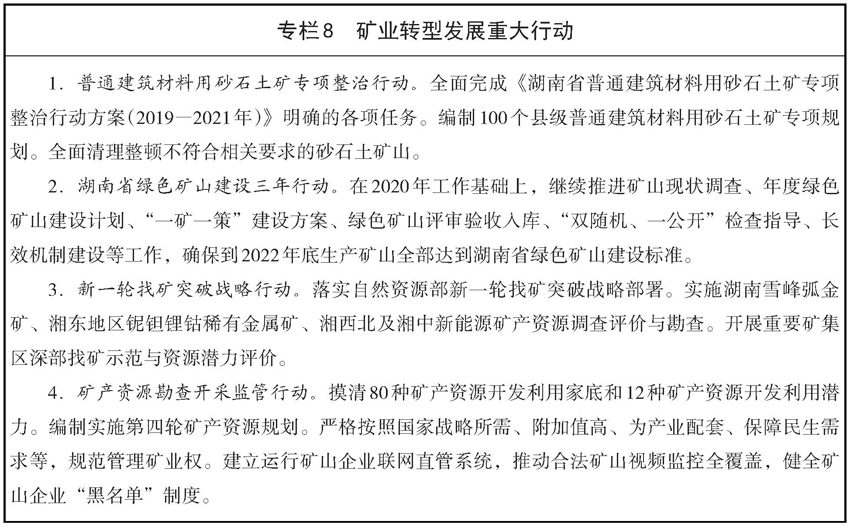 专栏8 矿业转型发展重大行动
1. 普通建筑材料用砂石土矿专项整治行动。全面完成《湖南省普通建筑材料用砂石土矿专项
整治行动方案(2019—2021年)》明确的各项任务。编制100个县级普通建筑材料用砂石土矿专项规
划。全面清理整顿不符合相关要求的砂石土矿山。
2. 湖南省绿色矿山建设三年行动。在2020年工作基础上，继续推进矿山现状调查、年度绿色
矿山建设计划、“一矿一策”建设方案、绿色矿山评审验收入库、“双随机、一公开”检查指导、长
效机制建设等工作，确保到2022年底生产矿山全部达到湖南省绿色矿山建设标准。
3. 新一轮找矿突破战略行动。落实自然资源部新一轮找矿突破战略部署。实施湖南雪峰弧金
矿、湘东地区铌钽锂钴稀有金属矿、湘西北及湘中新能源矿产资源调查评价与勘查。开展重要矿集
区深部找矿示范与资源潜力评价。
4. 矿产资源勘查开采监管行动。摸清80种矿产资源开发利用家底和12种矿产资源开发利用潜
力。编制实施第四轮矿产资源规划。严格按照国家战略所需、附加值高、为产业配套、保障民生需
求等，规范管理矿业权。建立运行矿山企业联网直管系统，推动合法矿山视频监控全覆盖，健全矿
山企业“黑名单”制度。